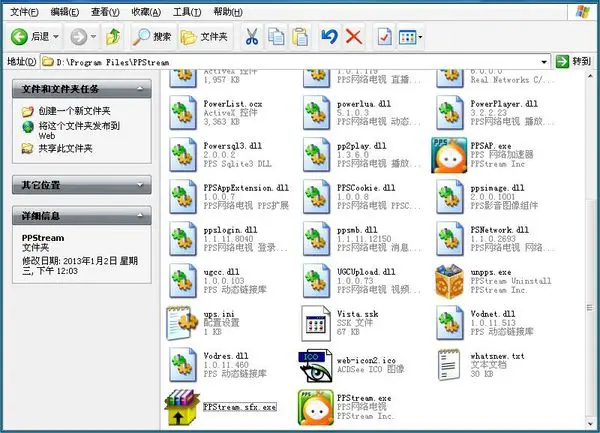 文件(F) 编辑(E) 查看(V) 收藏(A) 工具(T) 帮助(H)
后退 搜索 文件夹
地址(D) D:\Program Files\PPStream 转到
文件和文件夹任务
创建一个新文件夹
将这个文件夹发布到
Web
共享此文件夹
其它位置
详细信息
PPStream
文件夹
修改日期: 2013年1月2日 星期
三, 下午 12:03
ActiveX 控件
1,957 KB
1.0.1.119
PPS网络电视 直播...
6.0.0.0
Real Networks C/...
PowerList.ocx
ActiveX 控件
3,363 KB
powerlua.dll
5.1.0.3
PPS网络电视 动态...
PowerPlayer.dll
3.2.2.23
PPS网络电视 播放...
Powersql3.dll
2.0.0.2
PPS Sqlite3 DLL
pp2play.dll
1.3.6.0
PPS网络电视 播放...
PPSAP.exe
PPS 网络加速器
PPStream Inc
PPSAppExtension.dll
1.0.0.7
PPS网络电视 PPS扩展
PPSCookie.dll
1.0.0.8
PPS网络电视 PPSC...
ppsimage.dll
2.0.0.1001
PPS影音图像组件
ppslogin.dll
1.1.11.8040
PPS网络电视 登录...
ppsmb.dll
1.1.11.12150
PPS网络电视 消息...
PSNetwork.dll
1.1.0.2693
PPS网络电视 网络...
ugcc.dll
1.0.0.103
PPS 动态链接库
UGCUpload.dll
1.0.0.73
PPS网络电视 视频...
unpps.exe
PPStream Uninstall
PPStream Inc.
ups.ini
配置设置
1 KB
Vista.ssk
SSK 文件
67 KB
Vodnet.dll
1.0.11.513
PPS 动态链接库
Vodres.dll
1.0.11.460
PPS 动态链接库
web-icon2.ico
ACDSee ICO 图像
whatsnew.txt
文本文档
30 KB
PPStream.sfx.exe
PPStream.exe
PPS网络电视
PPStream Inc.